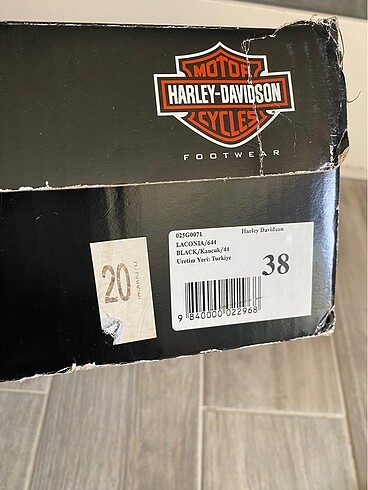 MOTOR
HARLEY-DAVIDSON
CYCLES
FOOTWEAR
025G0071 Harley Davidson
LACONIA/644
BLACK/Kaucuk/44
Uretim Yeri: Turkiye
38
9 840000 022968
20